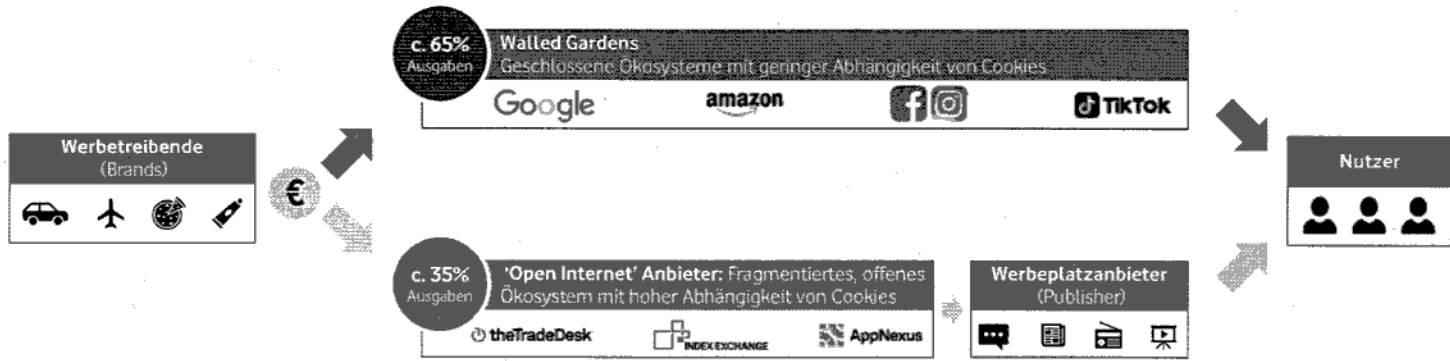 Werbetreibende
(Brands)
€
c. 65%
Ausgaben
Walled Gardens
Geschlossene Ökosysteme mit geringer Abhängigkeit von Cookies
Google
amazon
TikTok
c. 35%
Ausgaben
'Open Internet' Anbieter: Fragmentiertes, offenes
Ökosystem mit hoher Abhängigkeit von Cookies
theTradeDesk
INDEX EXCHANGE
AppNexus
Werbeplatzanbieter
(Publisher)
Nutzer